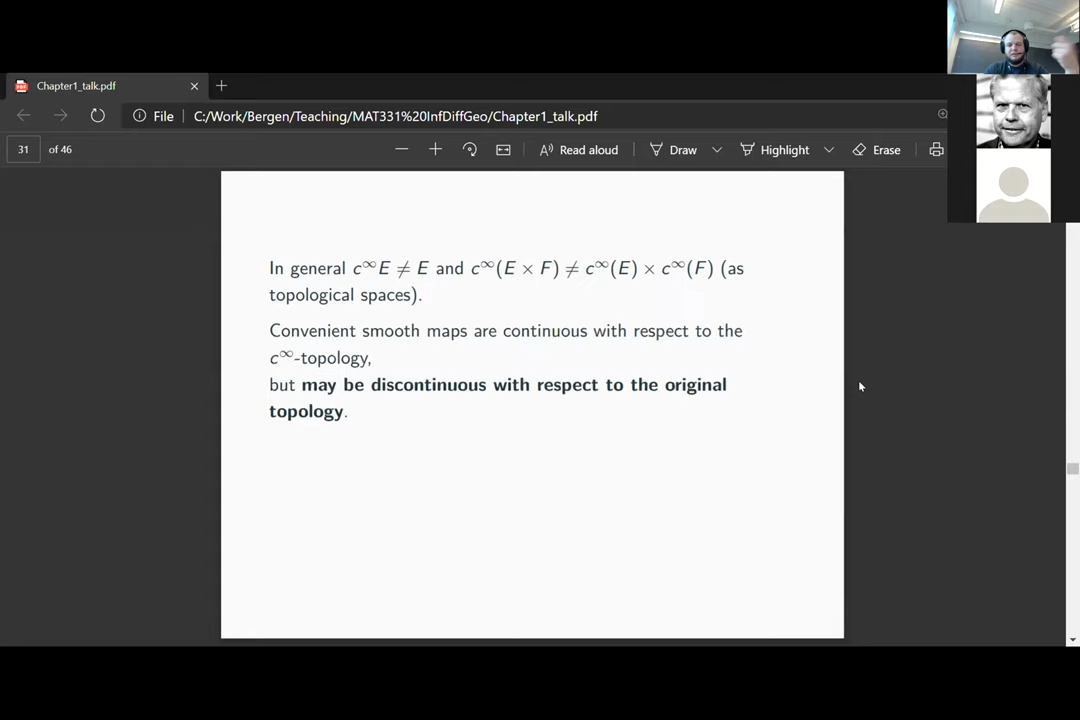 Chapter1_talk.pdf
File | C:/Work/Bergen/Teaching/MAT331%20InfDiffGeo/Chapter1_talk.pdf
31 of 46 Read aloud Draw Highlight Erase
In general c^∞E ≠ E and c^∞(E × F) ≠ c^∞(E) × c^∞(F) (as
topological spaces).
Convenient smooth maps are continuous with respect to the
c^∞-topology,
but may be discontinuous with respect to the original
topology.